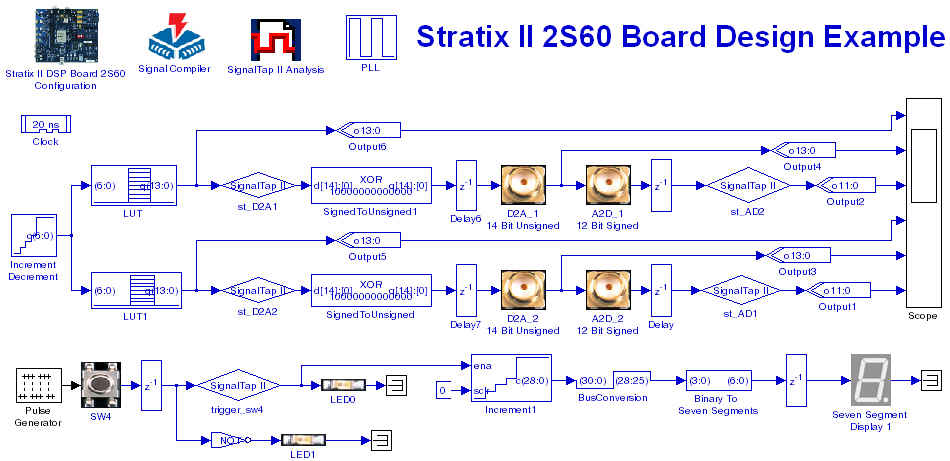 Stratix II 2S60 Board Design Example
Stratix II DSP Board 2S60
Configuration
Signal Compiler
SignalTap II Analysis
PLL
20 ns
Clock
o13:0
Output6
o13:0
Output4
(6:0)
q(13:0)
LUT
SignalTap II
st_D2A1
XOR
d[14]:[0]
q[14]:[0]
10000000000000
SignedToUnsigned1
z-1
Delay6
D2A_1
14 Bit Unsigned
A2D_1
12 Bit Signed
z-1
SignalTap II
st_AD2
o11:0
Output2
q(6:0)
Increment
Decrement
o13:0
Output5
o13:0
Output3
(6:0)
q(13:0)
LUT1
SignalTap II
st_D2A2
XOR
d[14]:[0]
q[14]:[0]
10000000000000
SignedToUnsigned
z-1
Delay7
D2A_2
14 Bit Unsigned
A2D_2
12 Bit Signed
z-1
Delay
SignalTap II
st_AD1
o11:0
Output1
Scope
Pulse
Generator
SW4
z-1
SignalTap II
trigger_sw4
LED0
NOT
LED1
ena
0
sclr
c(28:0)
Increment1
(30:0)
(28:25)
BusConversion
(3:0)
(6:0)
Binary To
Seven Segments
z-1
Seven Segment
Display 1